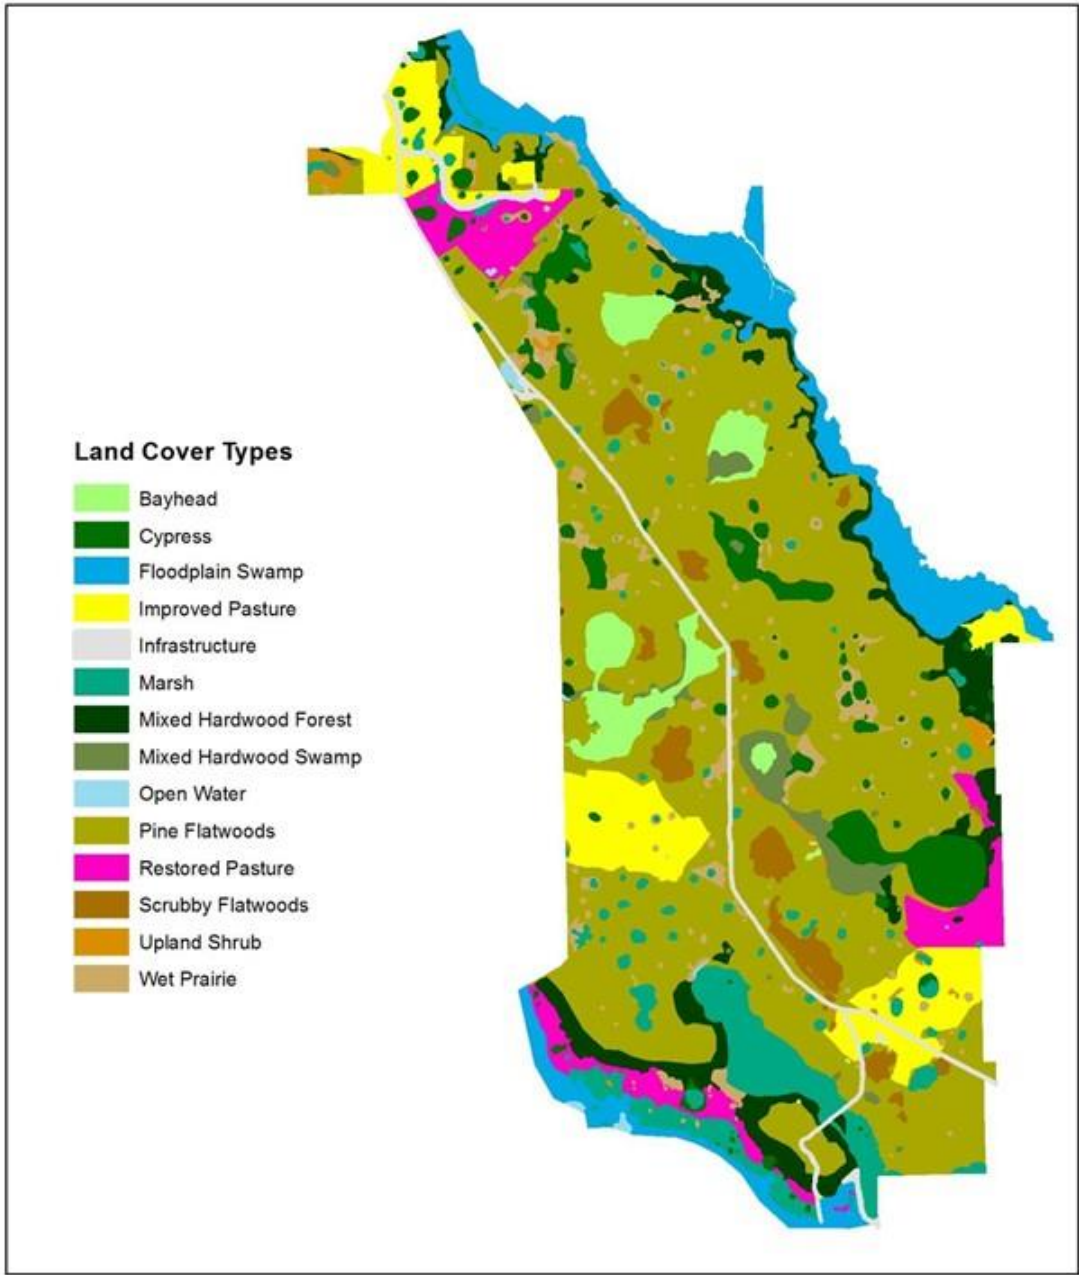 Land Cover Types
Bayhead
Cypress
Floodplain Swamp
Improved Pasture
Infrastructure
Marsh
Mixed Hardwood Forest
Mixed Hardwood Swamp
Open Water
Pine Flatwoods
Restored Pasture
Scrubby Flatwoods
Upland Shrub
Wet Prairie